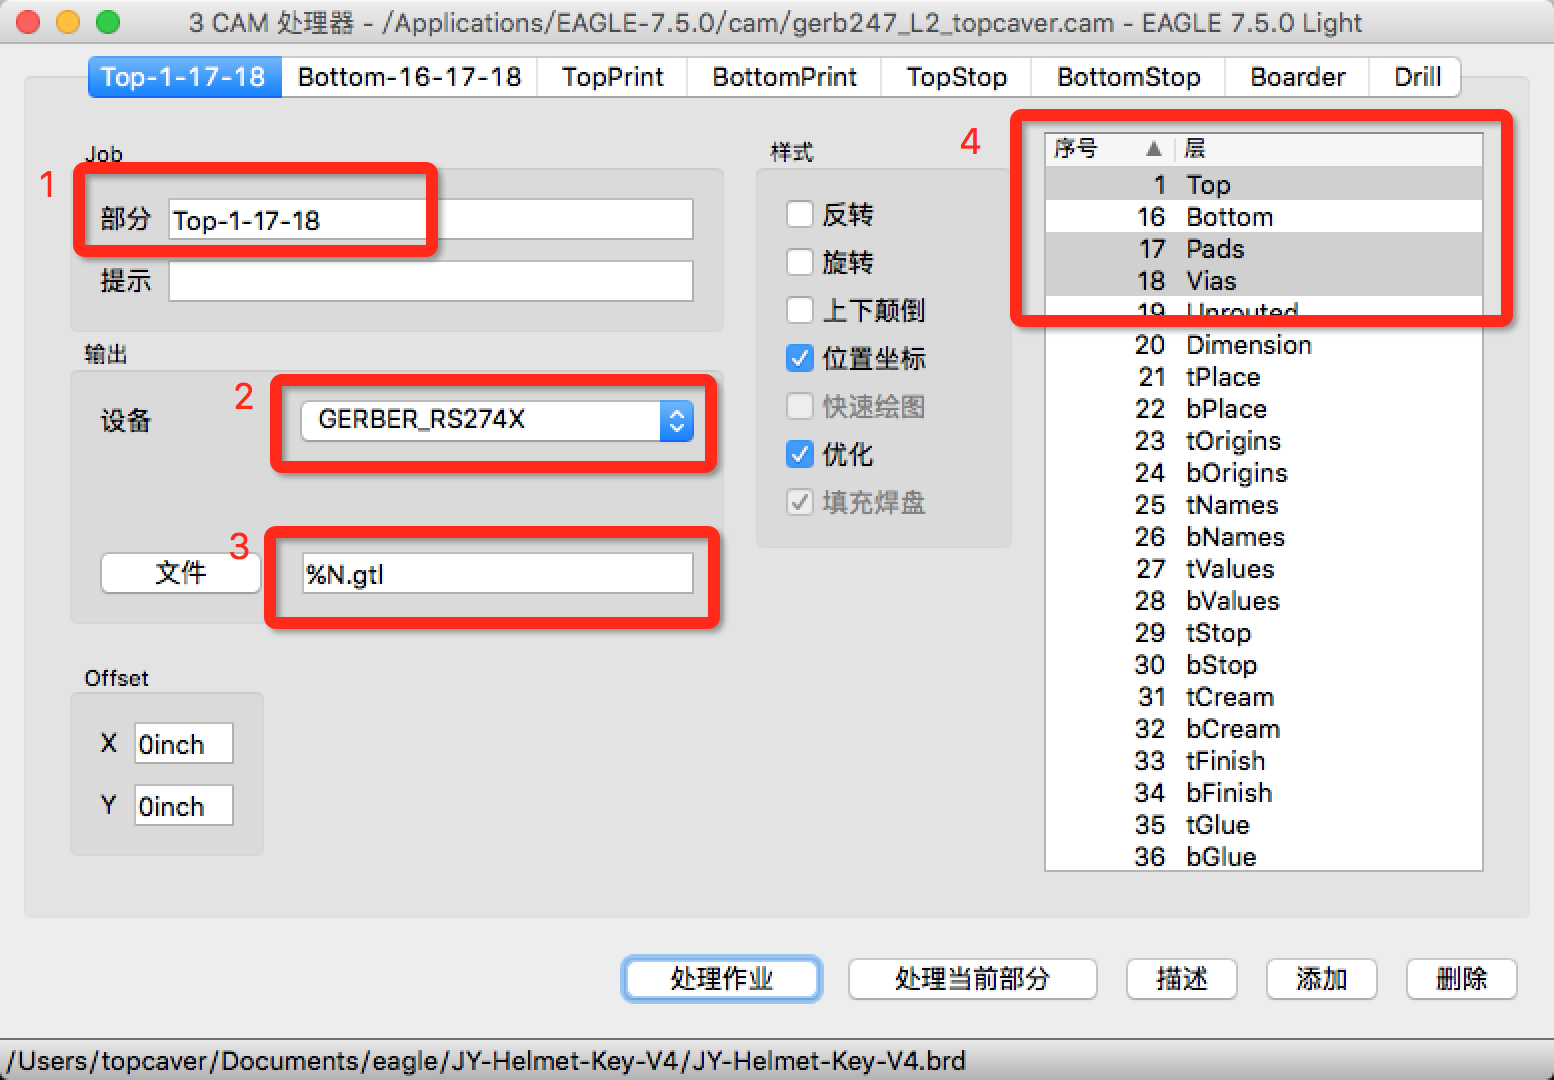 3 CAM 处理器 - /Applications/EAGLE-7.5.0/cam/gerb247_L2_topcaver.cam - EAGLE 7.5.0 Light
Top-1-17-18 Bottom-16-17-18 TopPrint BottomPrint TopStop BottomStop Boarder Drill
Job
1
部分 Top-1-17-18
提示
输出
2
设备 GERBER_RS274X
3
文件 %N.gtl
Offset
X 0inch
Y 0inch
样式
反转
旋转
上下颠倒
位置坐标
快速绘图
优化
填充焊盘
4
序号 层
1 Top
16 Bottom
17 Pads
18 Vias
19 Unrouted
20 Dimension
21 tPlace
22 bPlace
23 tOrigins
24 bOrigins
25 tNames
26 bNames
27 tValues
28 bValues
29 tStop
30 bStop
31 tCream
32 bCream
33 tFinish
34 bFinish
35 tGlue
36 bGlue
处理作业 处理当前部分 描述 添加 删除
/Users/topcaver/Documents/eagle/JY-Helmet-Key-V4/JY-Helmet-Key-V4.brd